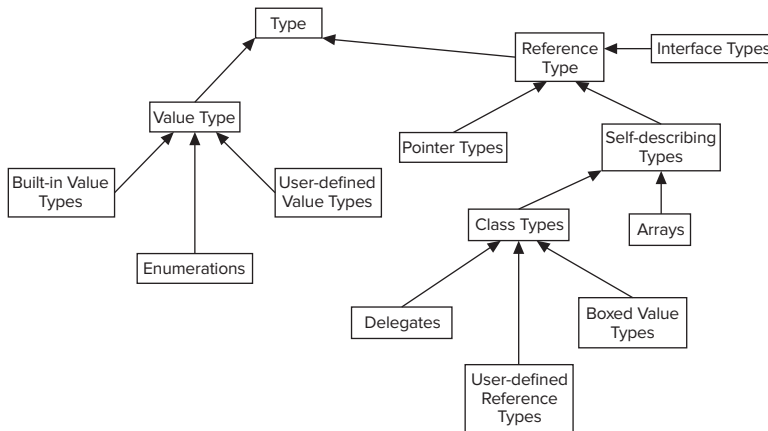 Type
Reference
Type
Interface Types
Value Type
Pointer Types
Self-describing
Types
Built-in Value
Types
User-defined
Value Types
Class Types
Arrays
Enumerations
Delegates
Boxed Value
Types
User-defined
Reference
Types